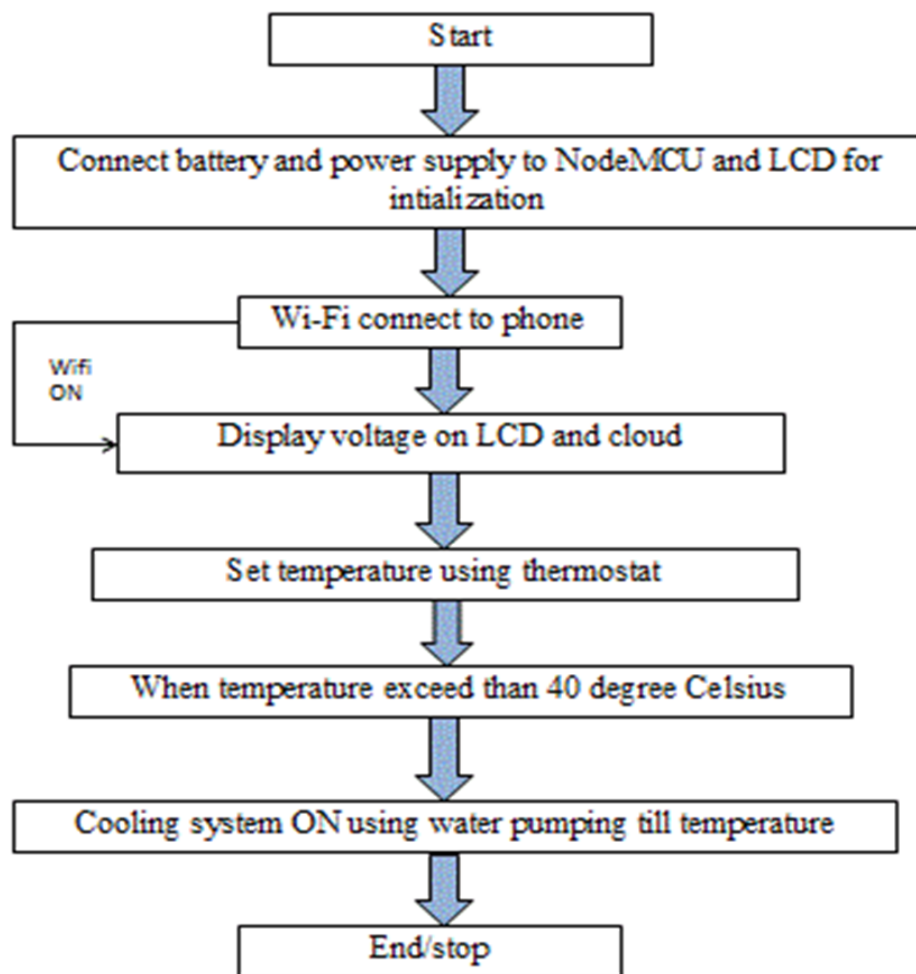 Start
Connect battery and power supply to NodeMCU and LCD for
intialization
Wi-Fi connect to phone
Wifi
ON
Display voltage on LCD and cloud
Set temperature using thermostat
When temperature exceed than 40 degree Celsius
Cooling system ON using water pumping till temperature
End/stop